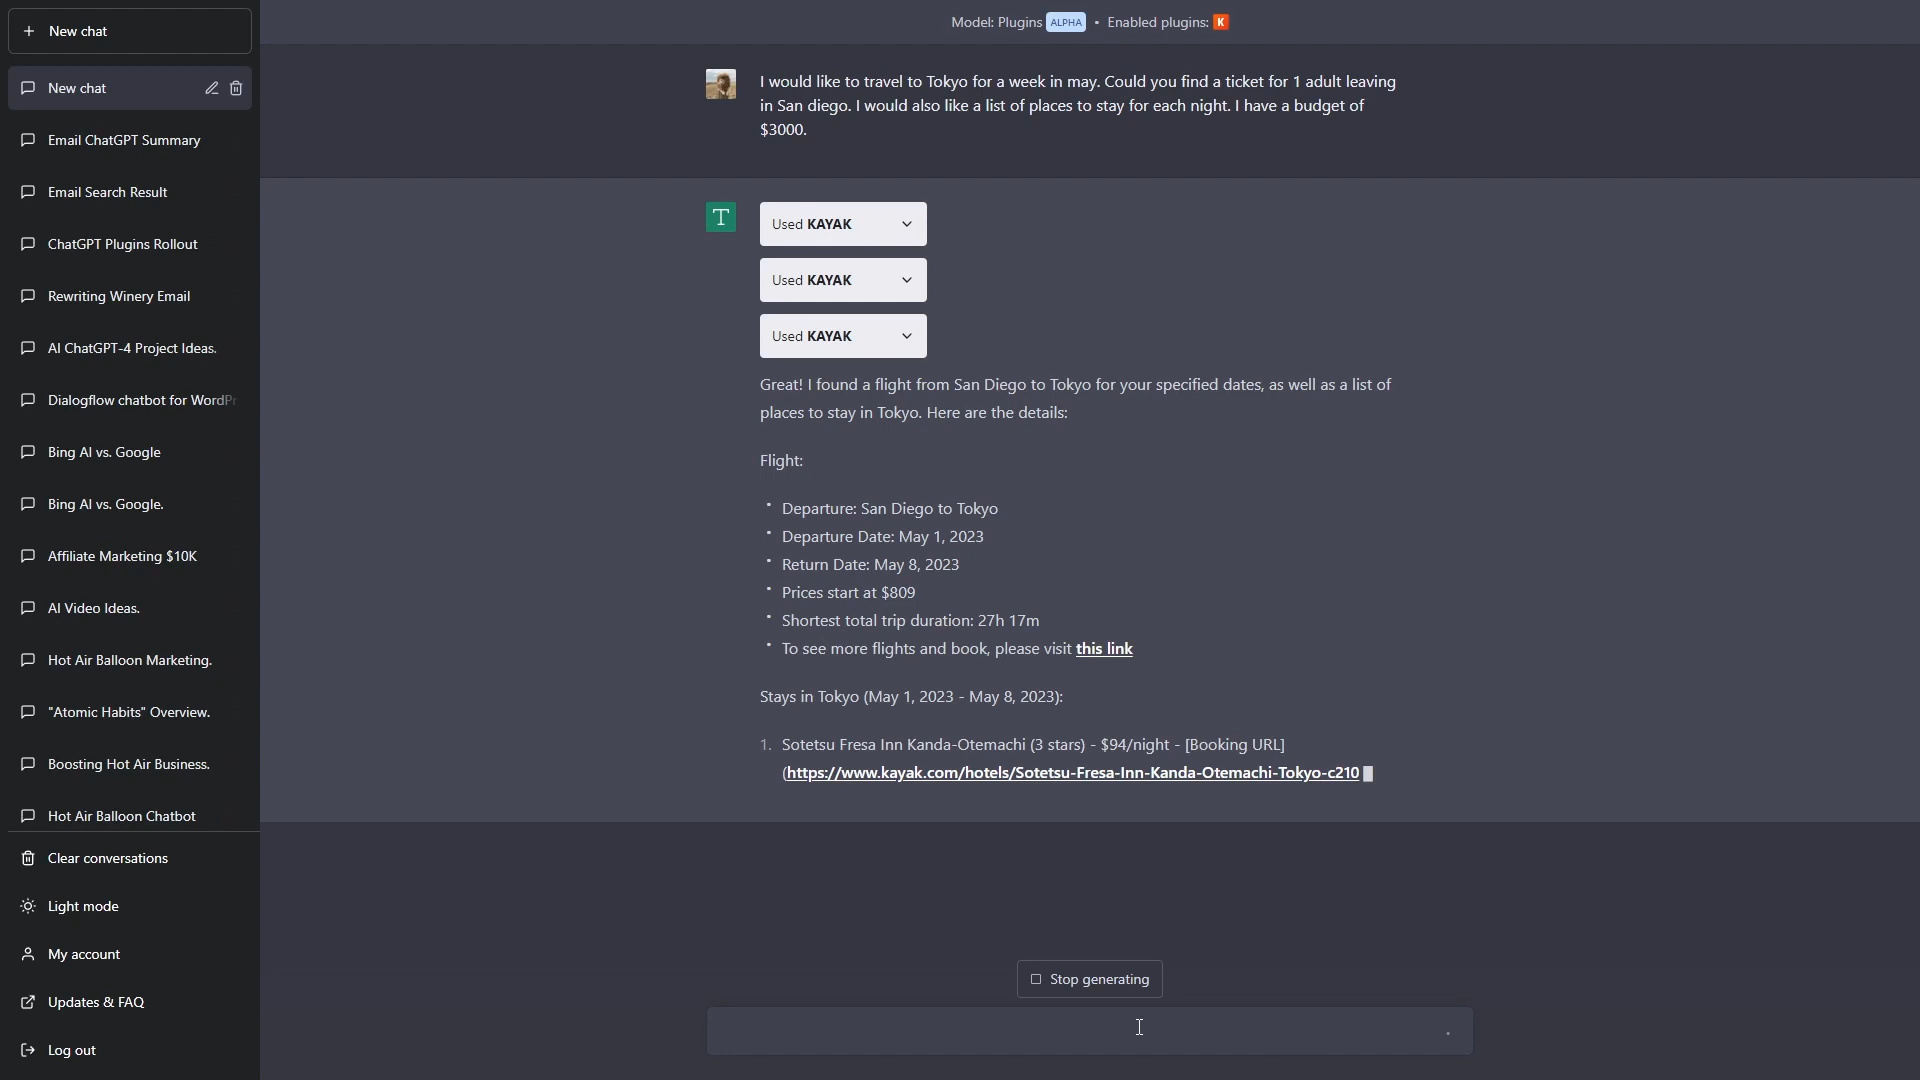 New chat
New chat
Email ChatGPT Summary
Email Search Result
ChatGPT Plugins Rollout
Rewriting Winery Email
AI ChatGPT-4 Project Ideas.
Dialogflow chatbot for WordPr
Bing AI vs. Google
Bing AI vs. Google.
Affiliate Marketing $10K
AI Video Ideas.
Hot Air Balloon Marketing.
"Atomic Habits" Overview.
Boosting Hot Air Business.
Hot Air Balloon Chatbot
Clear conversations
Light mode
My account
Updates & FAQ
Log out
Model: Plugins ALPHA • Enabled plugins: K
I would like to travel to Tokyo for a week in may. Could you find a ticket for 1 adult leaving
in San diego. I would also like a list of places to stay for each night. I have a budget of
$3000.
T
Used KAYAK
Used KAYAK
Used KAYAK
Great! I found a flight from San Diego to Tokyo for your specified dates, as well as a list of
places to stay in Tokyo. Here are the details:
Flight:
• Departure: San Diego to Tokyo
• Departure Date: May 1, 2023
• Return Date: May 8, 2023
• Prices start at $809
• Shortest total trip duration: 27h 17m
• To see more flights and book, please visit this link
Stays in Tokyo (May 1, 2023 - May 8, 2023):
1. Sotetsu Fresa Inn Kanda-Otemachi (3 stars) - $94/night - [Booking URL]
(https://www.kayak.com/hotels/Sotetsu-Fresa-Inn-Kanda-Otemachi-Tokyo-c210
Stop generating